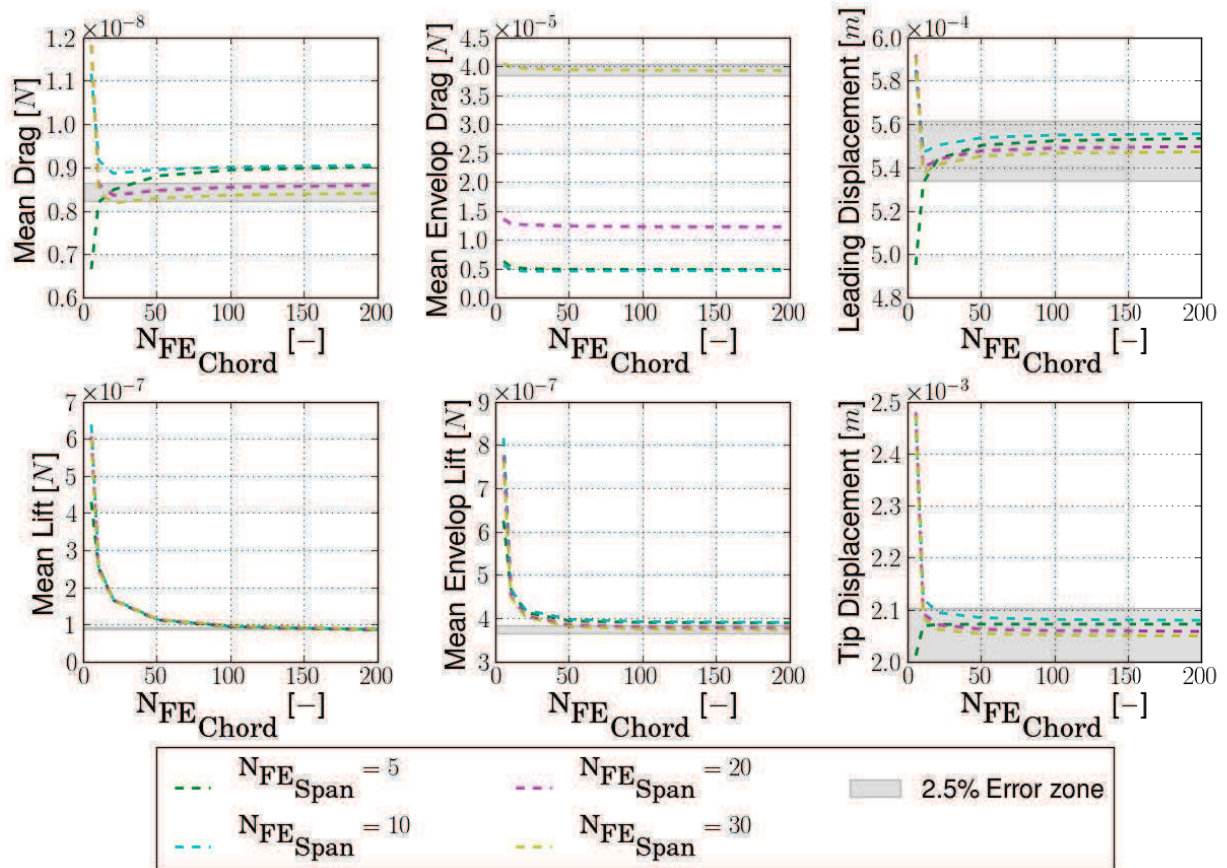 ×10⁻⁸
1.2
1.1
1.0
0.9
0.8
0.7
0.6
Mean Drag [N]
0 50 100 150 200
N_FE_Chord [−]
×10⁻⁵
4.5
4.0
3.5
3.0
2.5
2.0
1.5
1.0
0.5
0.0
Mean Envelop Drag [N]
0 50 100 150 200
N_FE_Chord [−]
×10⁻⁴
6.0
5.8
5.6
5.4
5.2
5.0
4.8
Leading Displacement [m]
0 50 100 150 200
N_FE_Chord [−]
×10⁻⁷
7
6
5
4
3
2
1
0
Mean Lift [N]
0 50 100 150 200
N_FE_Chord [−]
×10⁻⁷
9
8
7
6
5
4
3
Mean Envelop Lift [N]
0 50 100 150 200
N_FE_Chord [−]
×10⁻³
2.5
2.4
2.3
2.2
2.1
2.0
Tip Displacement [m]
0 50 100 150 200
N_FE_Chord [−]
N_FE_Span = 5
N_FE_Span = 10
N_FE_Span = 20
N_FE_Span = 30
2.5% Error zone